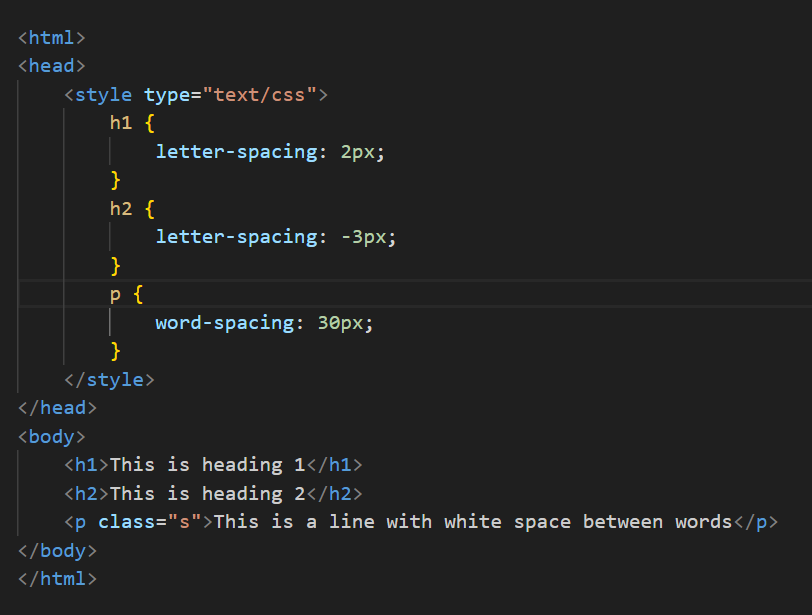 <html>
<head>
    <style type="text/css">
        h1 {
            letter-spacing: 2px;
        }
        h2 {
            letter-spacing: -3px;
        }
        p {
            word-spacing: 30px;
        }
    </style>
</head>
<body>
    <h1>This is heading 1</h1>
    <h2>This is heading 2</h2>
    <p class="s">This is a line with white space between words</p>
</body>
</html>